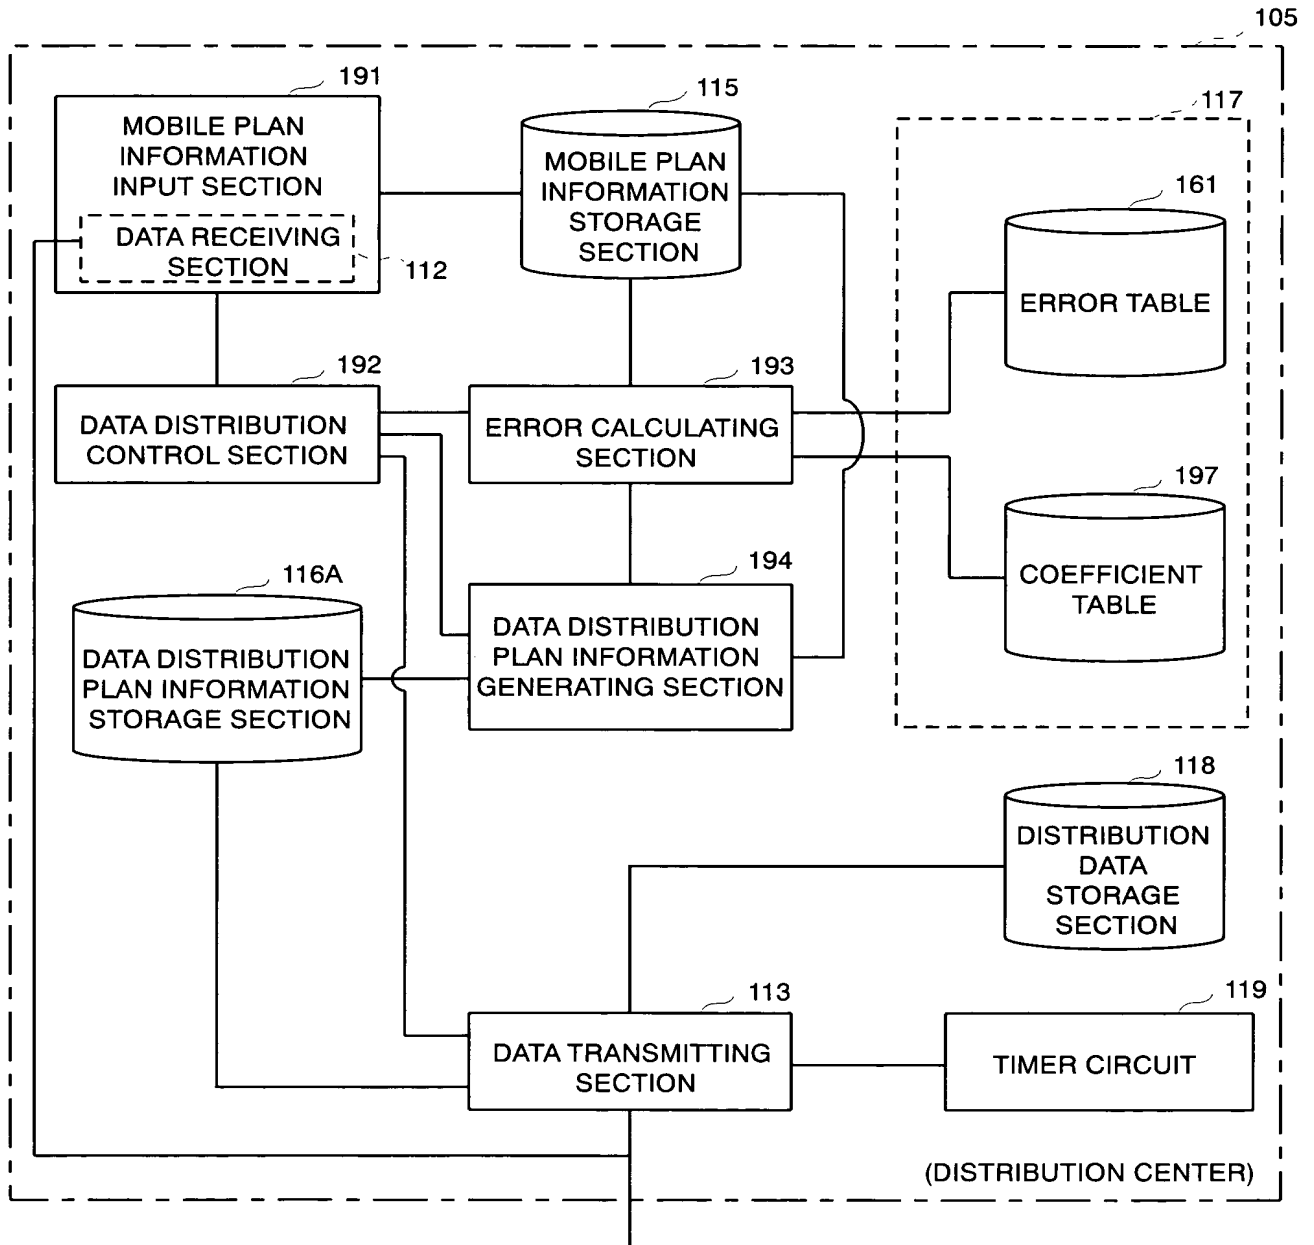 105
191
MOBILE PLAN
INFORMATION
INPUT SECTION
DATA RECEIVING
SECTION
112
115
MOBILE PLAN
INFORMATION
STORAGE
SECTION
117
161
ERROR TABLE
192
DATA DISTRIBUTION
CONTROL SECTION
193
ERROR CALCULATING
SECTION
197
COEFFICIENT
TABLE
116A
DATA DISTRIBUTION
PLAN INFORMATION
STORAGE SECTION
194
DATA DISTRIBUTION
PLAN INFORMATION
GENERATING SECTION
118
DISTRIBUTION
DATA
STORAGE
SECTION
113
DATA TRANSMITTING
SECTION
119
TIMER CIRCUIT
(DISTRIBUTION CENTER)